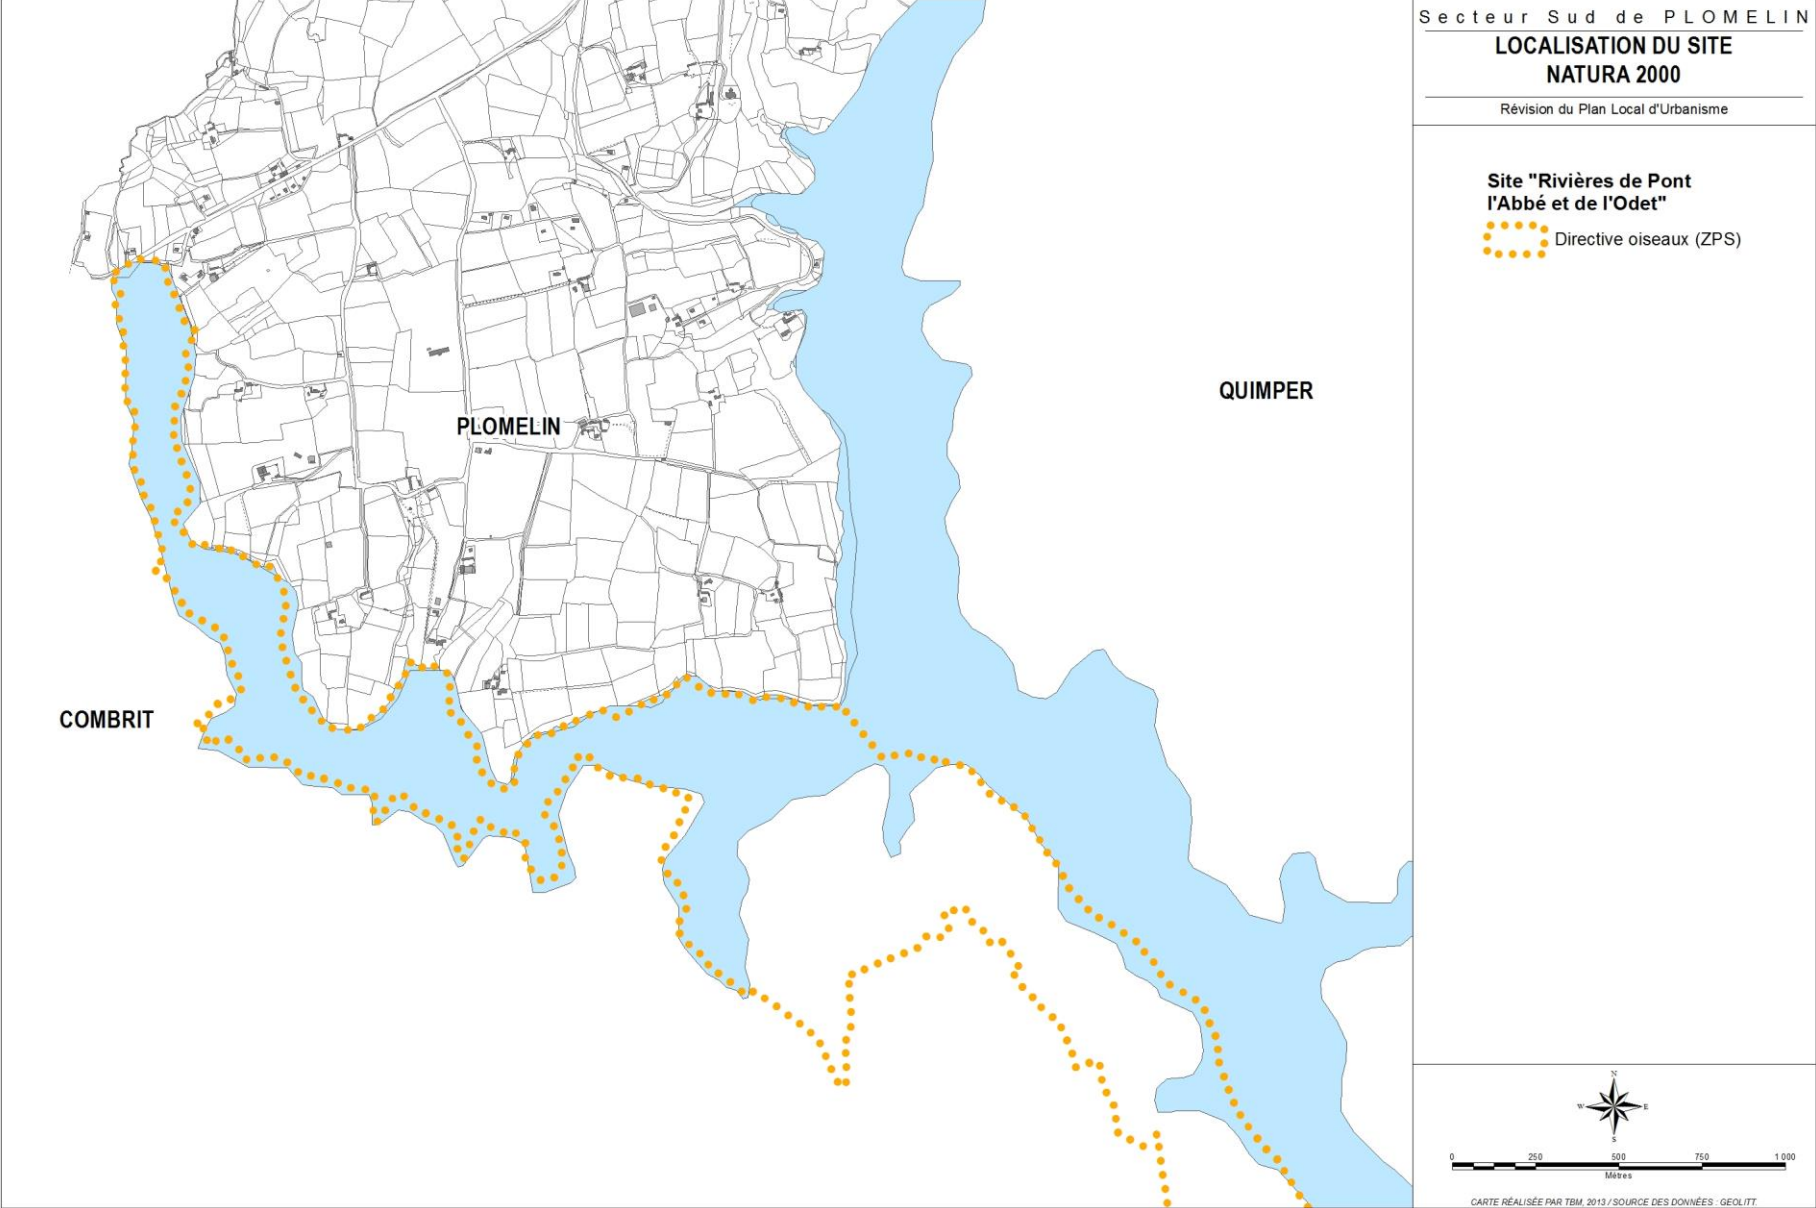 Secteur Sud de PLOMELIN
LOCALISATION DU SITE
NATURA 2000
Révision du Plan Local d'Urbanisme
Site "Rivières de Pont
l'Abbé et de l'Odet"
Directive oiseaux (ZPS)
QUIMPER
PLOMELIN
COMBRIT
N
W E
S
0 250 500 750 1 000
Mètres
CARTE RÉALISÉE PAR TBM, 2013 / SOURCE DES DONNÉES : GEOLITT.